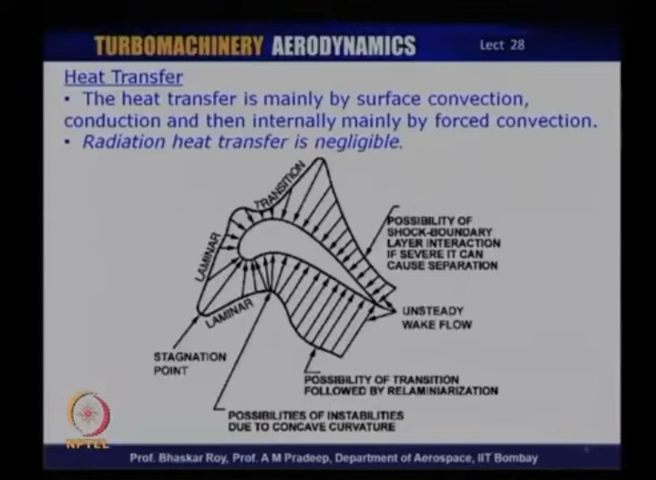 TURBOMACHINERY AERODYNAMICS
Lect 28
Heat Transfer
• The heat transfer is mainly by surface convection,
conduction and then internally mainly by forced convection.
• Radiation heat transfer is negligible.
TRANSITION
LAMINAR
POSSIBILITY OF
SHOCK-BOUNDARY
LAYER INTERACTION
IF SEVERE IT CAN
CAUSE SEPARATION
LAMINAR
UNSTEADY
WAKE FLOW
STAGNATION
POINT
POSSIBILITY OF TRANSITION
FOLLOWED BY RELAMINIARIZATION
POSSIBILITIES OF INSTABILITIES
DUE TO CONCAVE CURVATURE
NPTEL
Prof. Bhaskar Roy, Prof. A M Pradeep, Department of Aerospace, IIT Bombay